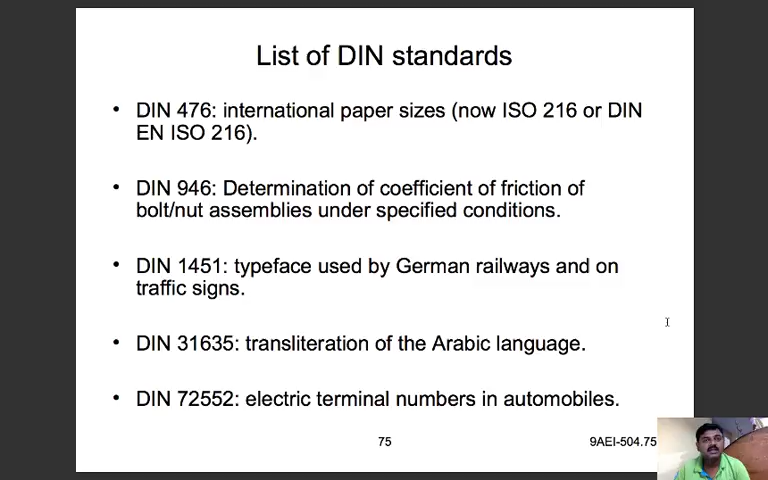 List of DIN standards
• DIN 476: international paper sizes (now ISO 216 or DIN
EN ISO 216).
• DIN 946: Determination of coefficient of friction of
bolt/nut assemblies under specified conditions.
• DIN 1451: typeface used by German railways and on
traffic signs.
• DIN 31635: transliteration of the Arabic language.
• DIN 72552: electric terminal numbers in automobiles.
75
9AEI-504.75